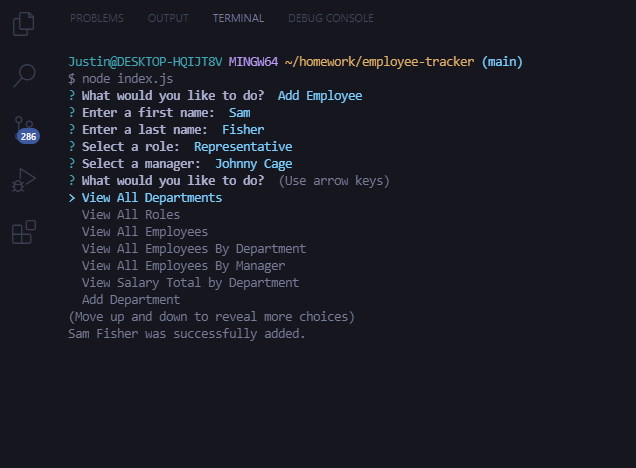 PROBLEMS OUTPUT TERMINAL DEBUG CONSOLE
Justin@DESKTOP-HQIJT8V MINGW64 ~/homework/employee-tracker (main)
$ node index.js
? What would you like to do? Add Employee
? Enter a first name: Sam
? Enter a last name: Fisher
286
? Select a role: Representative
? Select a manager: Johnny Cage
? What would you like to do? (Use arrow keys)
> View All Departments
View All Roles
View All Employees
View All Employees By Department
View All Employees By Manager
View Salary Total by Department
Add Department
(Move up and down to reveal more choices)
Sam Fisher was successfully added.